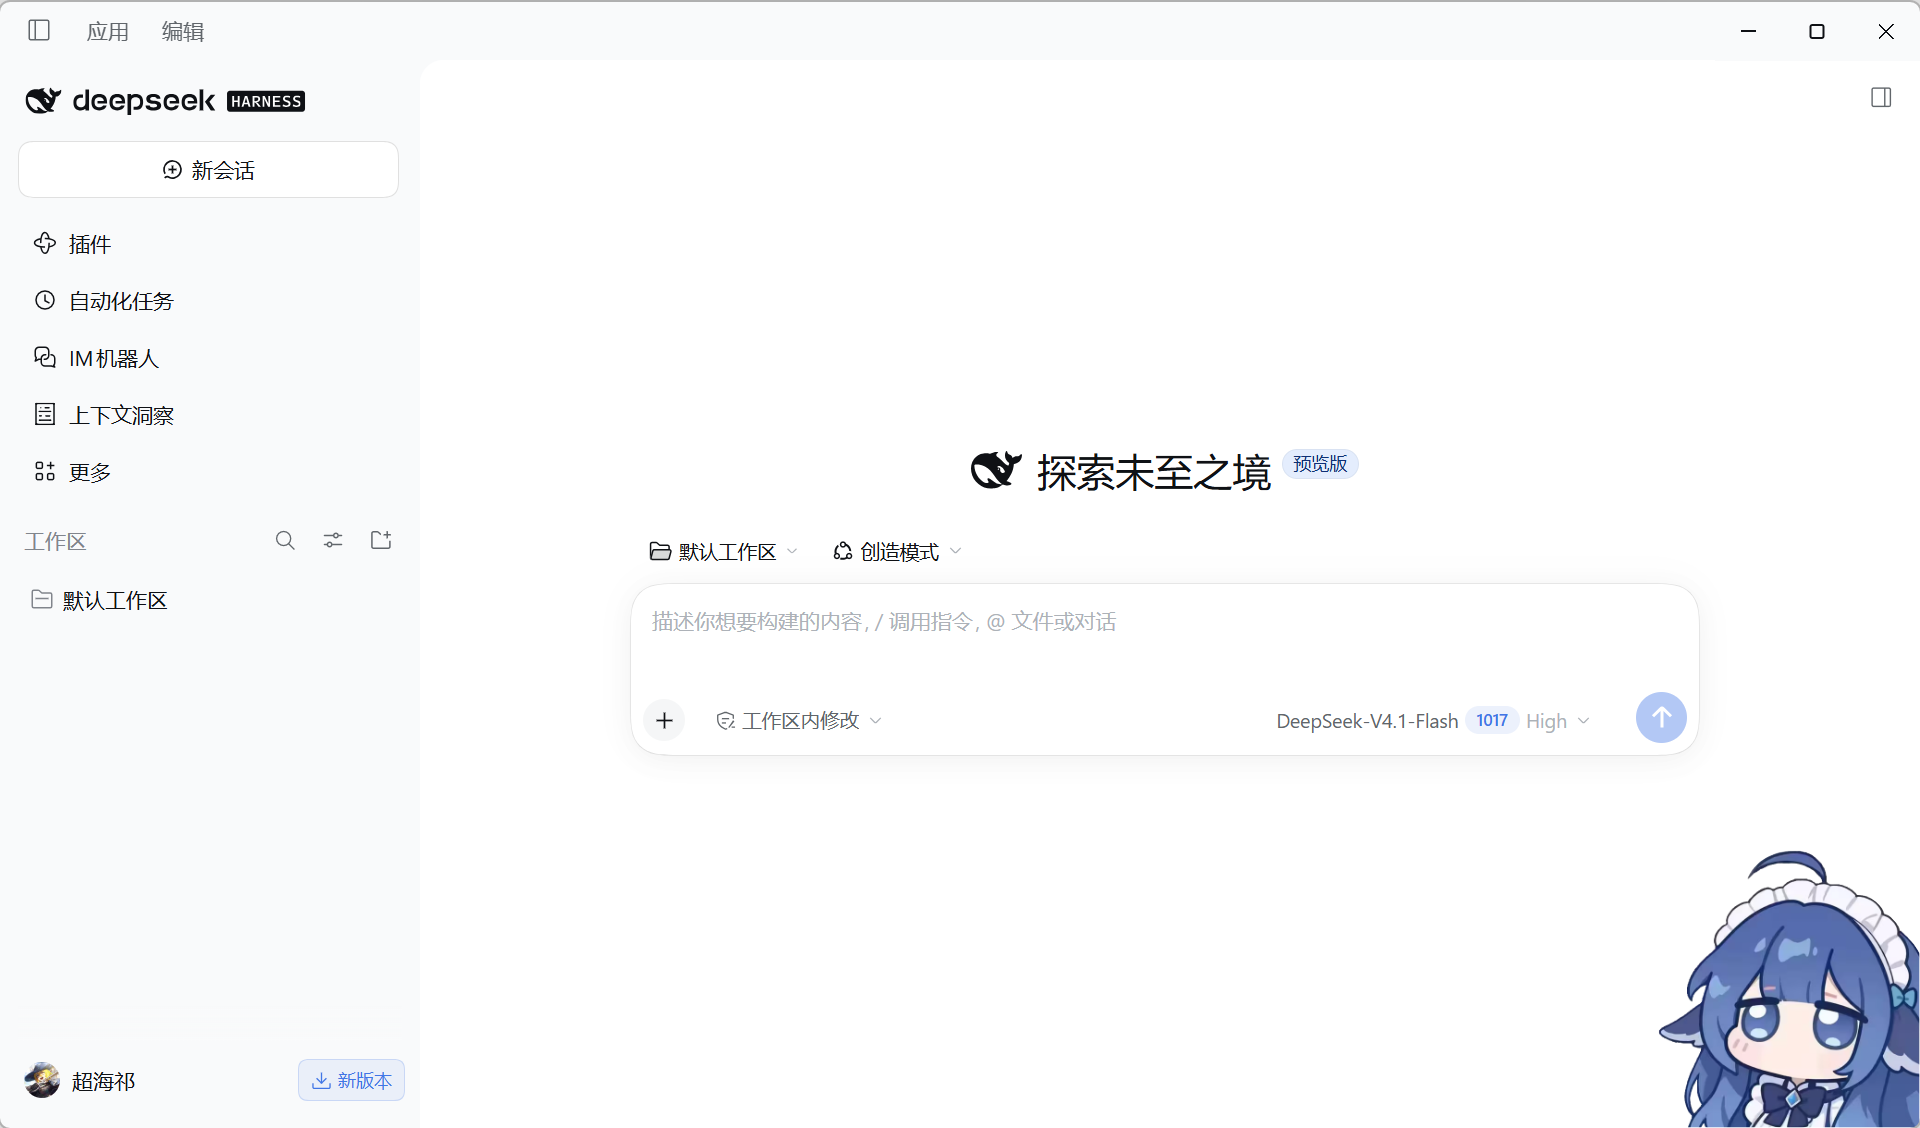 应用 编辑
deepseek HARNESS
新会话
插件
自动化任务
IM机器人
上下文洞察
更多
工作区
默认工作区
超海祁
新版本
探索未至之境 预览版
默认工作区 创造模式
描述你想要构建的内容, / 调用指令, @ 文件或对话
工作区内修改 DeepSeek-V4.1-Flash 1017 High